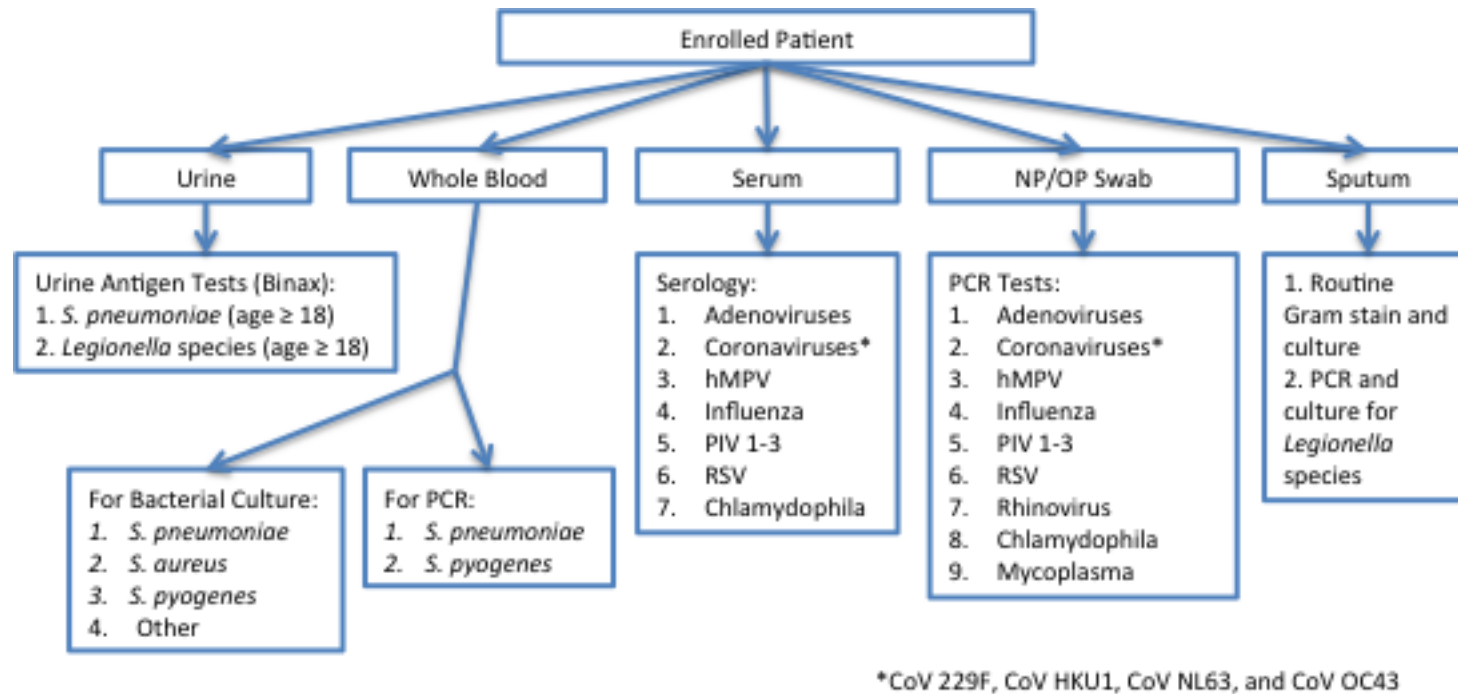 Enrolled Patient
Urine
Whole Blood
Serum
NP/OP Swab
Sputum
Urine Antigen Tests (Binax):
1. S. pneumoniae (age ≥ 18)
2. Legionella species (age ≥ 18)
For Bacterial Culture:
1. S. pneumoniae
2. S. aureus
3. S. pyogenes
4. Other
For PCR:
1. S. pneumoniae
2. S. pyogenes
Serology:
1. Adenoviruses
2. Coronaviruses*
3. hMPV
4. Influenza
5. PIV 1-3
6. RSV
7. Chlamydophila
PCR Tests:
1. Adenoviruses
2. Coronaviruses*
3. hMPV
4. Influenza
5. PIV 1-3
6. RSV
7. Rhinovirus
8. Chlamydophila
9. Mycoplasma
1. Routine
Gram stain and
culture
2. PCR and
culture for
Legionella
species
*CoV 229F, CoV HKU1, CoV NL63, and CoV OC43